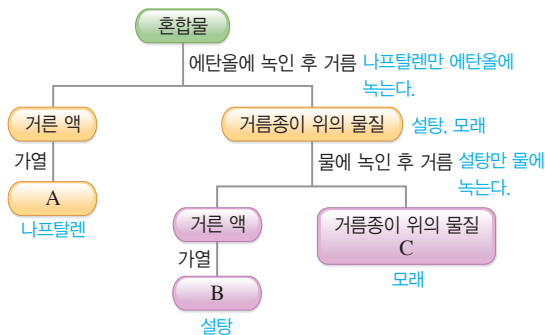 혼합물
에탄올에 녹인 후 거름 나프탈렌만 에탄올에
녹는다.
거른 액
거름종이 위의 물질 설탕, 모래
가열
물에 녹인 후 거름 설탕만 물에
녹는다.
A
나프탈렌
거른 액
거름종이 위의 물질
C
가열
모래
B
설탕